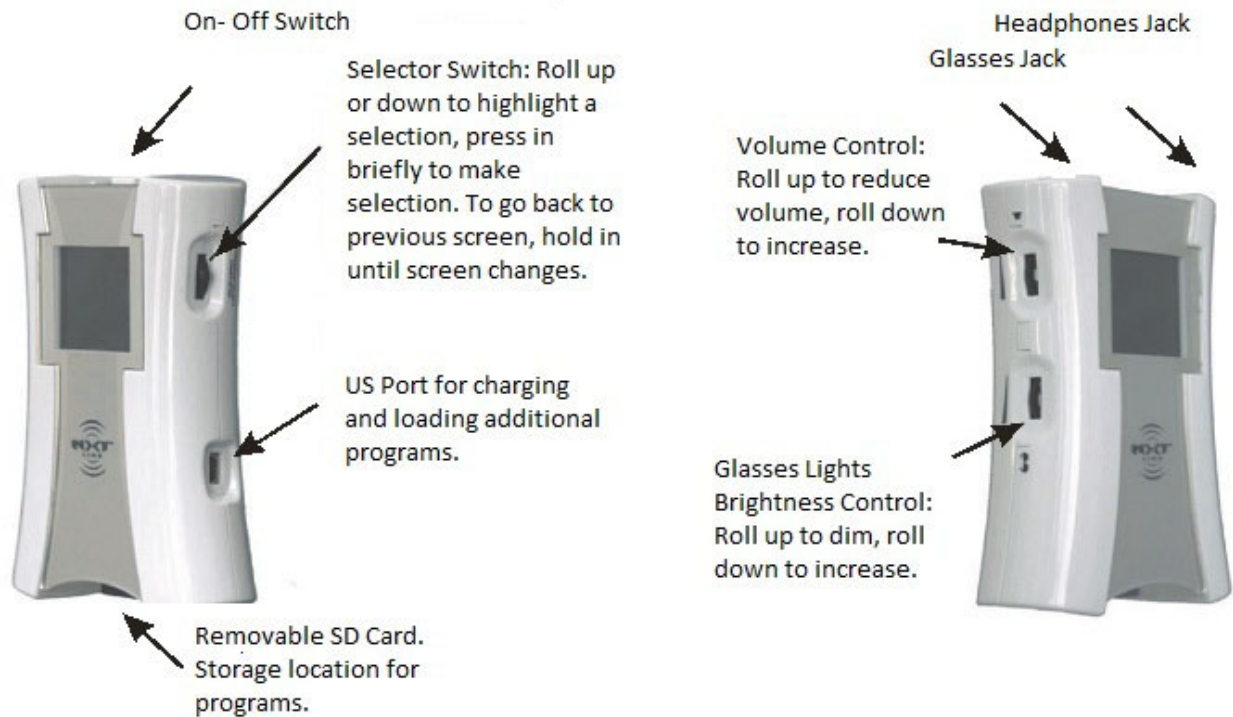 On- Off Switch
Selector Switch: Roll up
or down to highlight a
selection, press in
briefly to make
selection. To go back to
previous screen, hold in
until screen changes.
US Port for charging
and loading additional
programs.
Removable SD Card.
Storage location for
programs.
Headphones Jack
Glasses Jack
Volume Control:
Roll up to reduce
volume, roll down
to increase.
Glasses Lights
Brightness Control:
Roll up to dim, roll
down to increase.